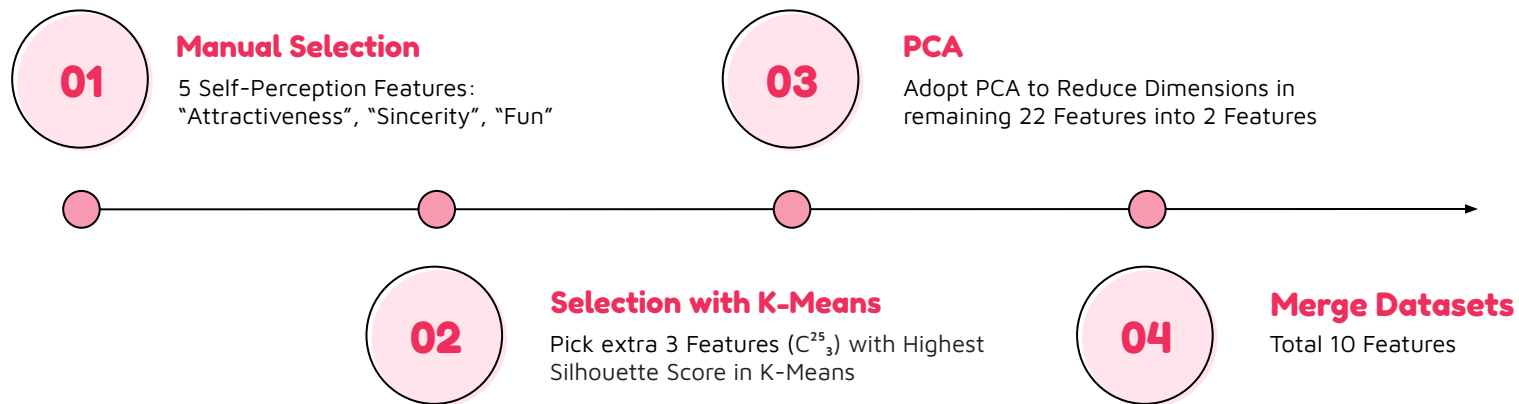 01
Manual Selection
5 Self-Perception Features:
“Attractiveness”, “Sincerity”, “Fun”
02
Selection with K-Means
Pick extra 3 Features (C²⁵₃) with Highest
Silhouette Score in K-Means
03
PCA
Adopt PCA to Reduce Dimensions in
remaining 22 Features into 2 Features
04
Merge Datasets
Total 10 Features